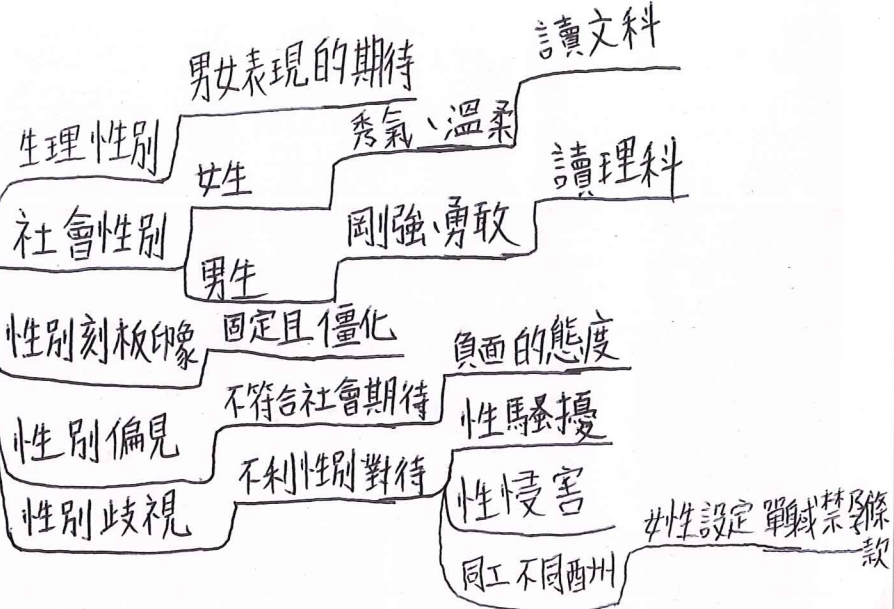 生理性別
男女表現的期待
社會性別
女生
秀氣、溫柔
讀文科
男生
剛強、勇敢
讀理科
性別刻板印象
固定且僵化
性別偏見
不符合社會期待
負面的態度
性別歧視
不利性別對待
性騷擾
性侵害
同工不同酬
女性設定 單身禁孕條
款